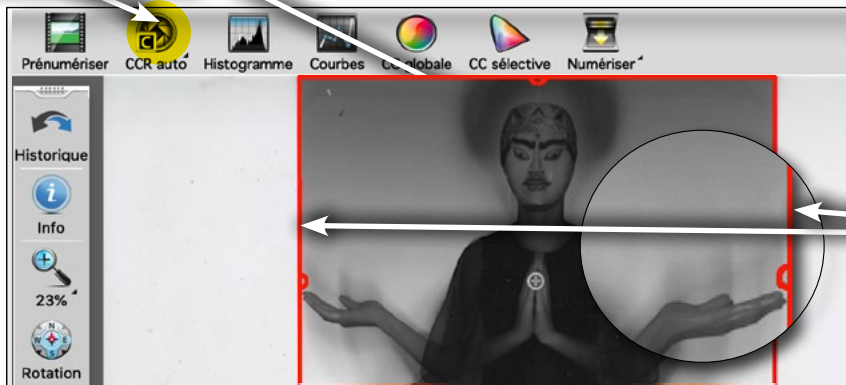 Prénumériser CCR auto Histogramme Courbes CC globale CC sélective Numériser
C
Historique
Info
23%
N
W E
S
Rotation